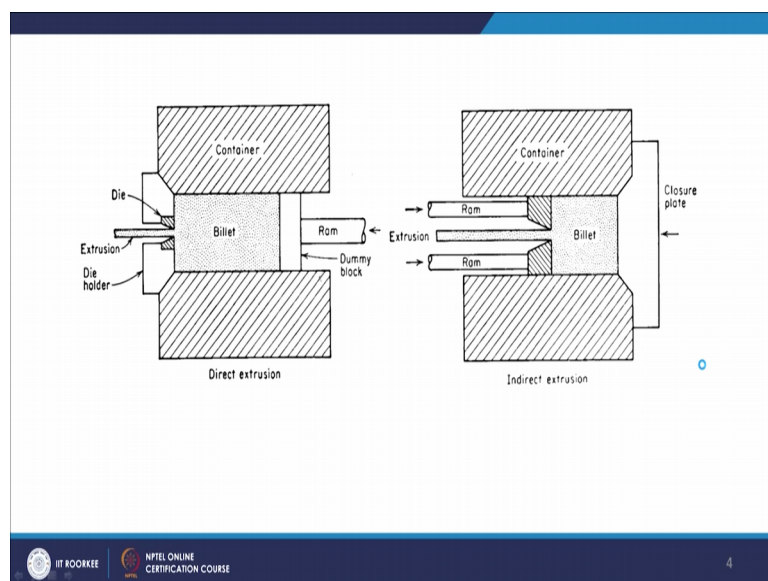 Container
Die
Billet
Ram
Extrusion
Dummy
block
Die
holder
Direct extrusion
Container
Closure
plate
Ram
Extrusion
Billet
Ram
Indirect extrusion
IIT ROORKEE
NPTEL ONLINE
CERTIFICATION COURSE
4